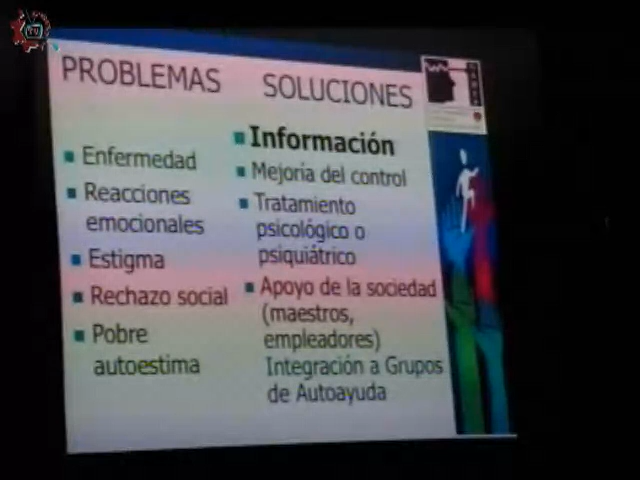 TV
PROBLEMAS
Enfermedad
Reacciones
emocionales
Estigma
Rechazo social
Pobre
autoestima
SOLUCIONES
Información
Mejoría del control
Tratamiento
psicológico o
psiquiátrico
Apoyo de la sociedad
(maestros,
empleadores)
Integración a Grupos
de Autoayuda